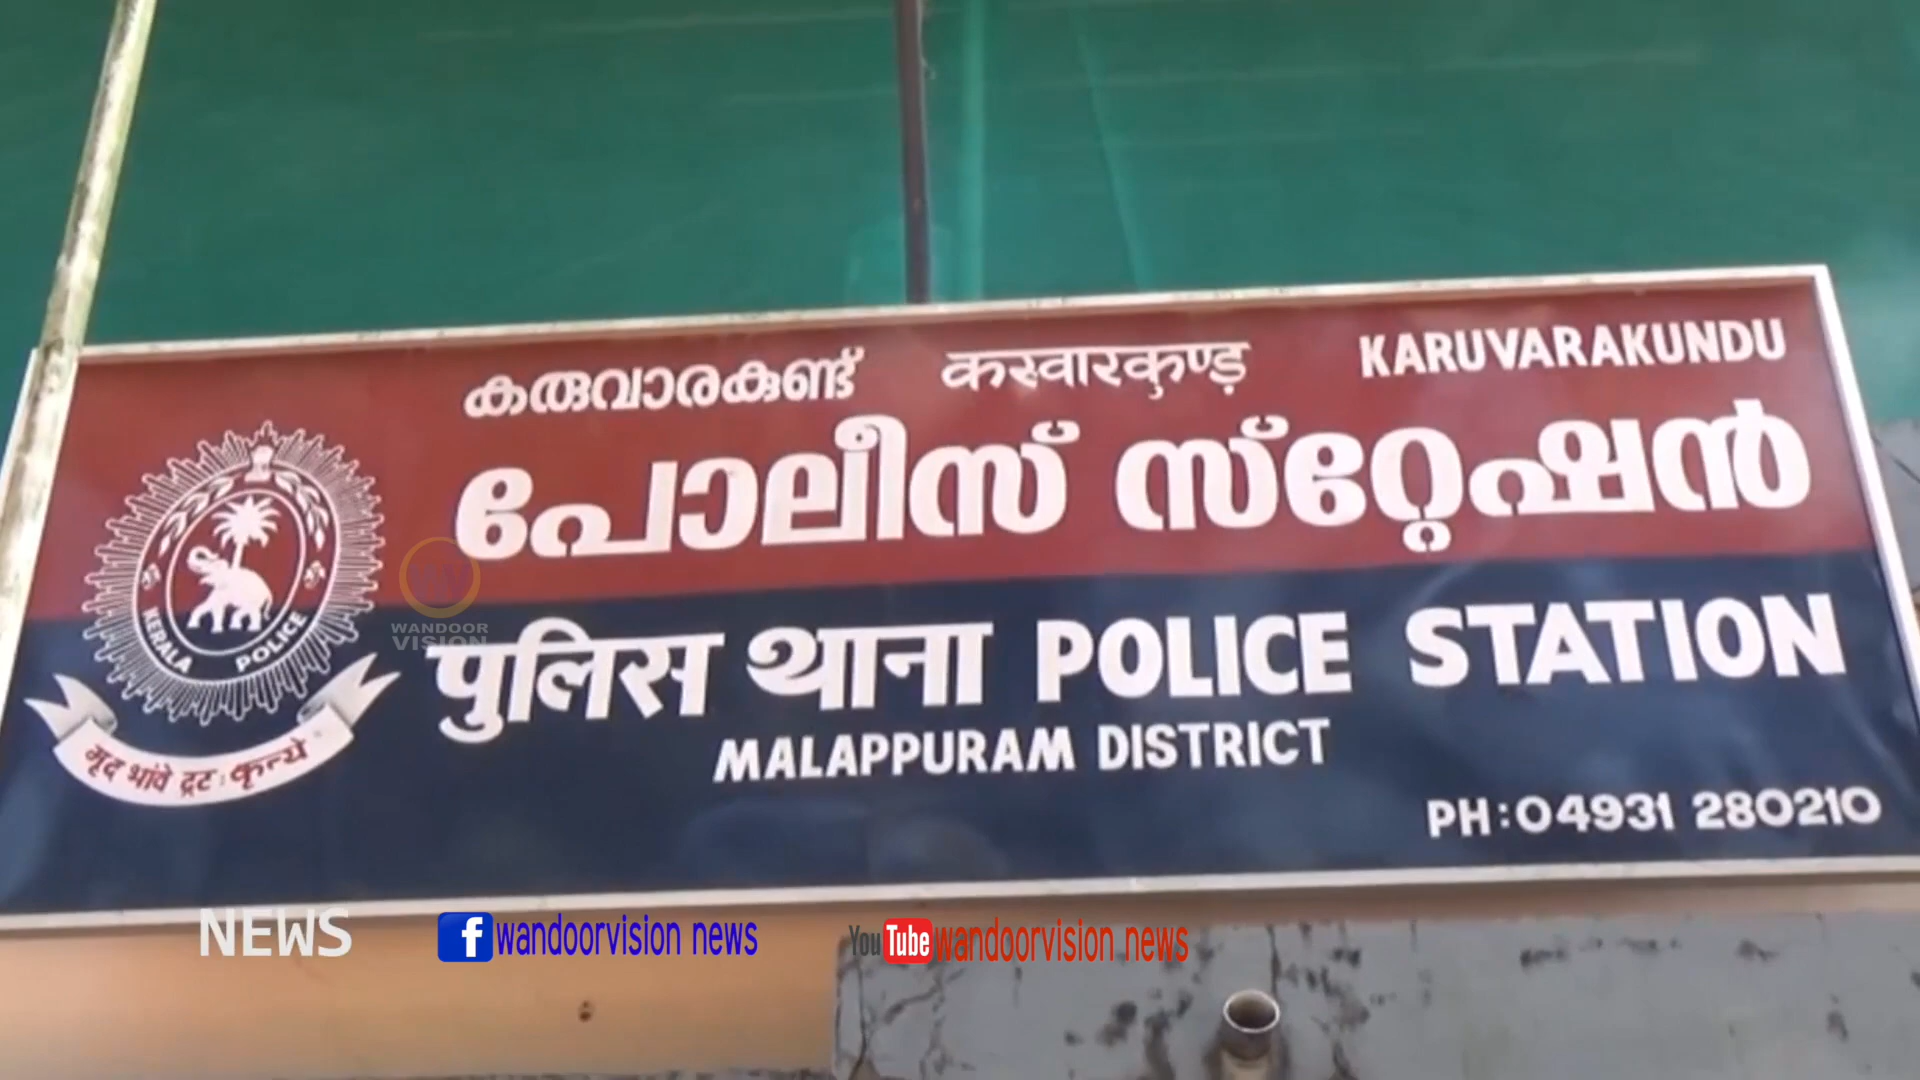 കരുവാരകുണ്ട് करुवारकुण्ड़ KARUVARAKUNDU
പോലീസ് സ്റ്റേഷൻ
पुलिस थाना POLICE STATION
MALAPPURAM DISTRICT
PH:04931 280210
KERALA POLICE
मृदु भावे दृट: कृन्ये
WANDOOR
VISION
NEWS
f wandoorvision news
YouTube wandoorvision news